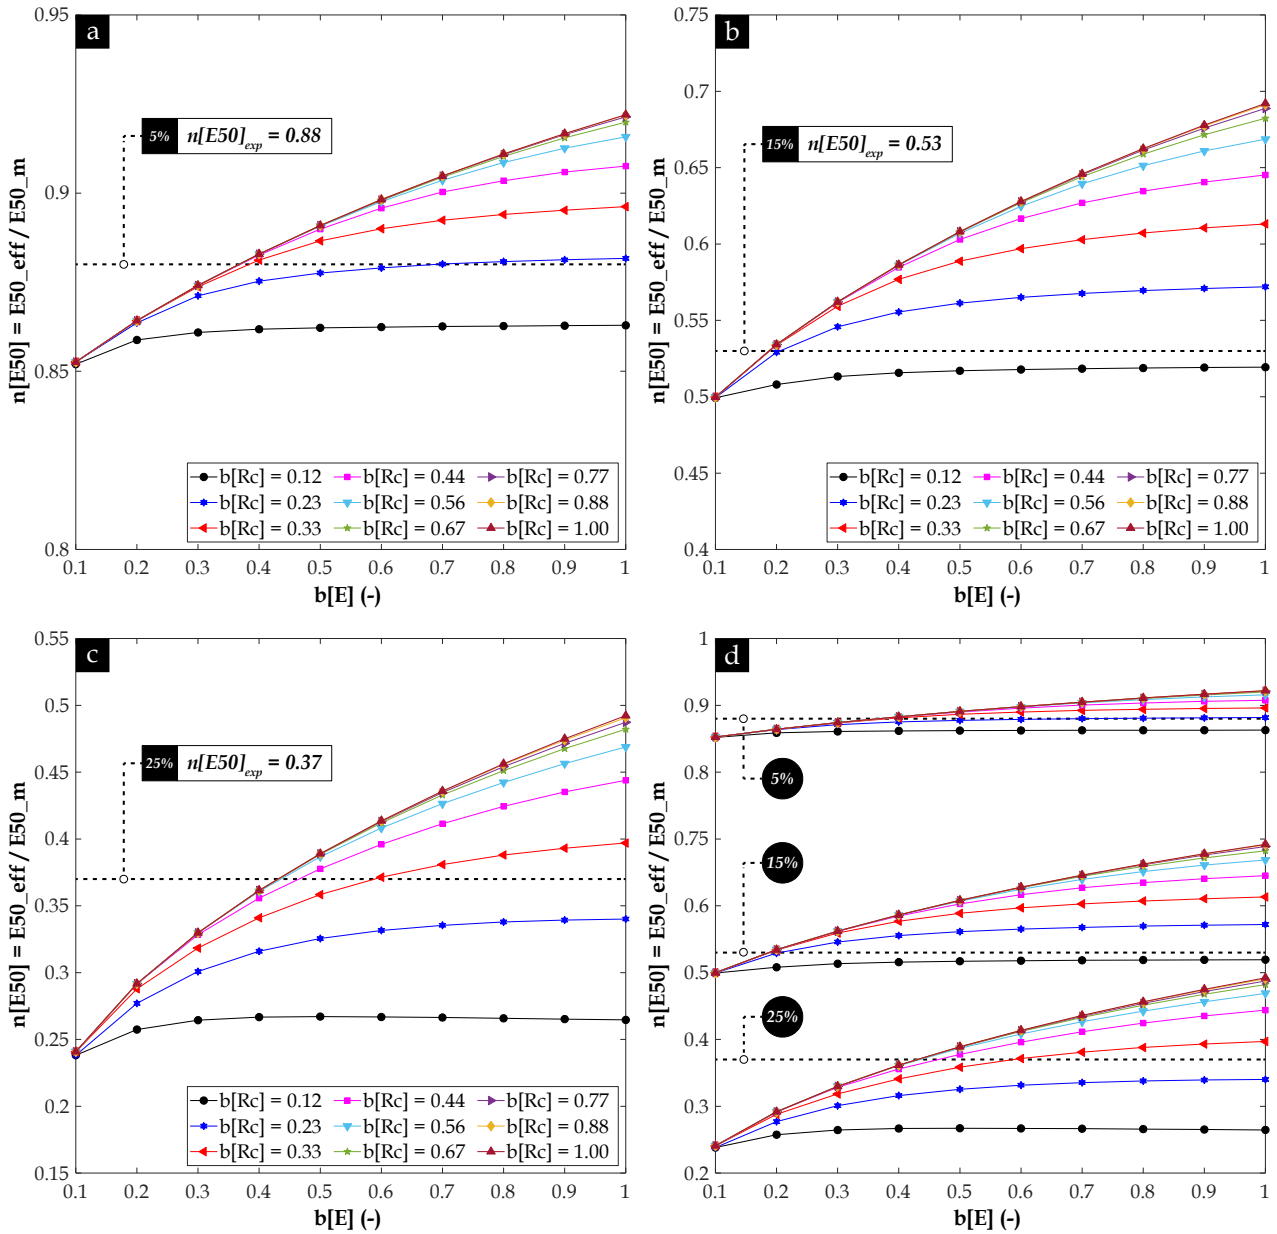 a
0.95
0.9
0.85
0.8
n[E50] = E50_eff / E50_m
5% n[E50]exp = 0.88
b[Rc] = 0.12 b[Rc] = 0.44 b[Rc] = 0.77
b[Rc] = 0.23 b[Rc] = 0.56 b[Rc] = 0.88
b[Rc] = 0.33 b[Rc] = 0.67 b[Rc] = 1.00
0.1 0.2 0.3 0.4 0.5 0.6 0.7 0.8 0.9 1
b[E] (-)
b
0.75
0.7
0.65
0.6
0.55
0.5
0.45
0.4
n[E50] = E50_eff / E50_m
15% n[E50]exp = 0.53
b[Rc] = 0.12 b[Rc] = 0.44 b[Rc] = 0.77
b[Rc] = 0.23 b[Rc] = 0.56 b[Rc] = 0.88
b[Rc] = 0.33 b[Rc] = 0.67 b[Rc] = 1.00
0.1 0.2 0.3 0.4 0.5 0.6 0.7 0.8 0.9 1
b[E] (-)
c
0.55
0.5
0.45
0.4
0.35
0.3
0.25
0.2
0.15
n[E50] = E50_eff / E50_m
25% n[E50]exp = 0.37
b[Rc] = 0.12 b[Rc] = 0.44 b[Rc] = 0.77
b[Rc] = 0.23 b[Rc] = 0.56 b[Rc] = 0.88
b[Rc] = 0.33 b[Rc] = 0.67 b[Rc] = 1.00
0.1 0.2 0.3 0.4 0.5 0.6 0.7 0.8 0.9 1
b[E] (-)
d
1
0.9
0.8
0.75
0.6
0.5
0.4
0.3
0.2
n[E50] = E50_eff / E50_m
5%
15%
25%
0.1 0.2 0.3 0.4 0.5 0.6 0.7 0.8 0.9 1
b[E] (-)